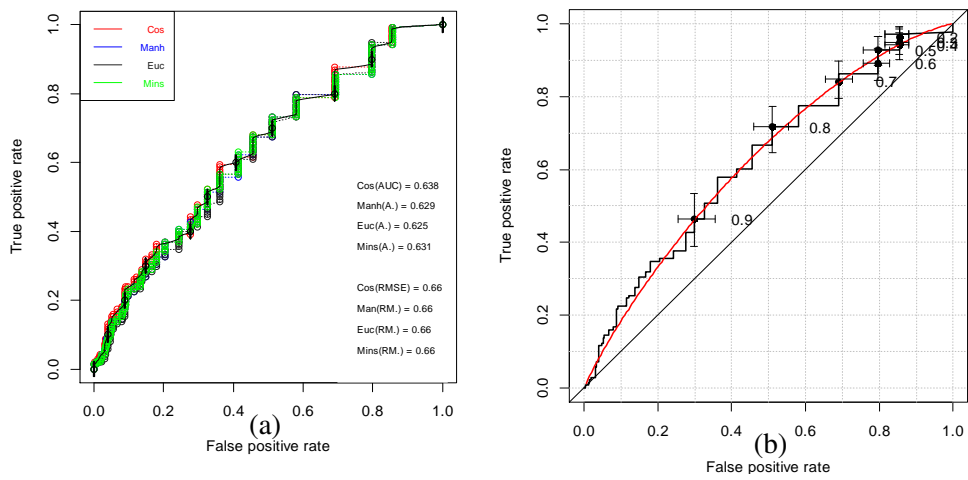 Cos
Manh
Euc
Mins
True positive rate
1.0
0.8
0.6
0.4
0.2
0.0
Cos(AUC) = 0.638
Manh(A.) = 0.629
Euc(A.) = 0.625
Mins(A.) = 0.631
Cos(RMSE) = 0.66
Man(RM.) = 0.66
Euc(RM.) = 0.66
Mins(RM.) = 0.66
0.0 0.2 0.4 0.6 0.8 1.0
(a)
False positive rate
True positive rate
1.0
0.8
0.6
0.4
0.2
0.0
0.5
0.6
0.7
0.8
0.9
0.0 0.2 0.4 0.6 0.8 1.0
(b)
False positive rate